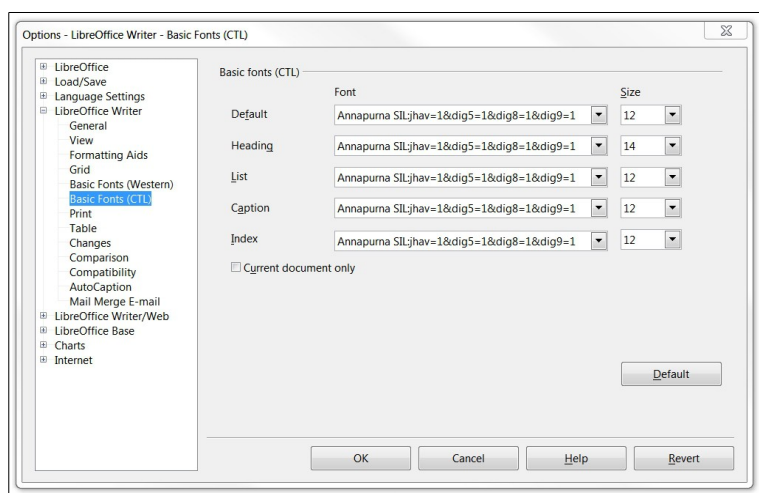 Options - LibreOffice Writer - Basic Fonts (CTL)
LibreOffice
Load/Save
Language Settings
LibreOffice Writer
General
View
Formatting Aids
Grid
Basic Fonts (Western)
Basic Fonts (CTL)
Print
Table
Changes
Comparison
Compatibility
AutoCaption
Mail Merge E-mail
LibreOffice Writer/Web
LibreOffice Base
Charts
Internet
Basic fonts (CTL)
Font Size
Default Annapurna SIL:jhav=1&dig5=1&dig8=1&dig9=1 12
Heading Annapurna SIL:jhav=1&dig5=1&dig8=1&dig9=1 14
List Annapurna SIL:jhav=1&dig5=1&dig8=1&dig9=1 12
Caption Annapurna SIL:jhav=1&dig5=1&dig8=1&dig9=1 12
Index Annapurna SIL:jhav=1&dig5=1&dig8=1&dig9=1 12
Current document only
Default
OK Cancel Help Revert